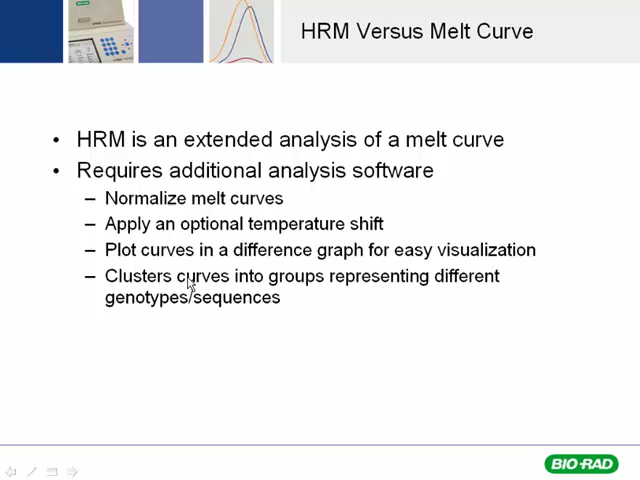 HRM Versus Melt Curve
• HRM is an extended analysis of a melt curve
• Requires additional analysis software
– Normalize melt curves
– Apply an optional temperature shift
– Plot curves in a difference graph for easy visualization
– Clusters curves into groups representing different
genotypes/sequences
BIO-RAD